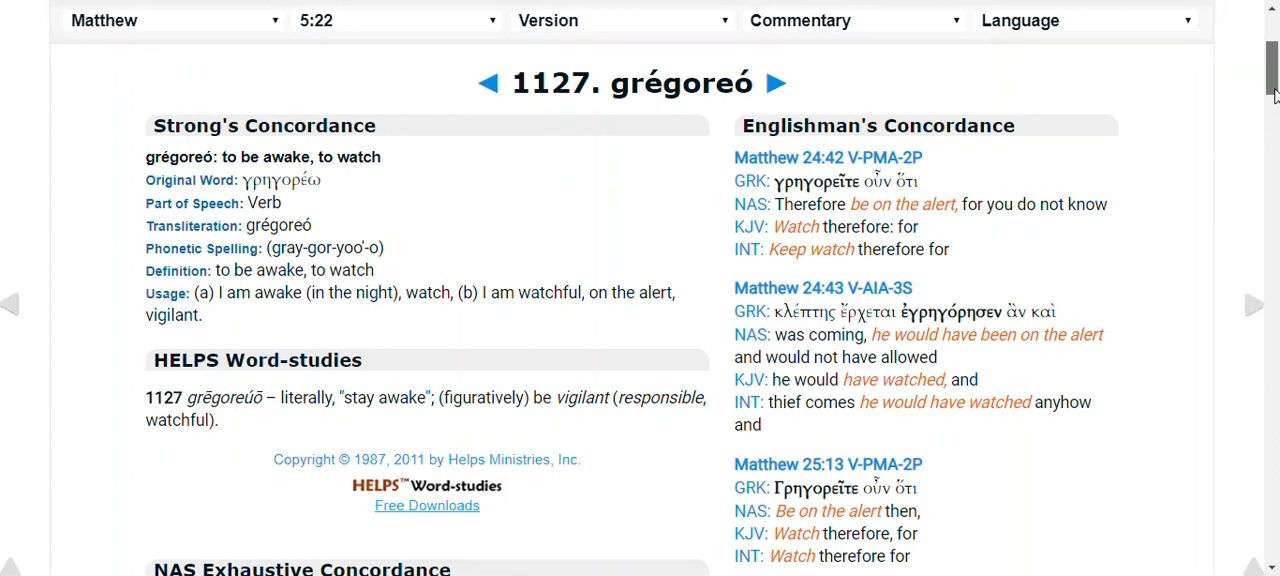 Matthew 5:22 Version Commentary Language
1127. grégoreó
Strong's Concordance
grégoreó: to be awake, to watch
Original Word: γρηγορέω
Part of Speech: Verb
Transliteration: grégoreó
Phonetic Spelling: (gray-gor-yoo'-o)
Definition: to be awake, to watch
Usage: (a) I am awake (in the night), watch, (b) I am watchful, on the alert,
vigilant.
HELPS Word-studies
1127 grēgoreúō – literally, "stay awake"; (figuratively) be vigilant (responsible,
watchful).
Copyright © 1987, 2011 by Helps Ministries, Inc.
HELPS™Word-studies
Free Downloads
NAS Exhaustive Concordance
Englishman's Concordance
Matthew 24:42 V-PMA-2P
GRK: γρηγορεῖτε οὖν ὅτι
NAS: Therefore be on the alert, for you do not know
KJV: Watch therefore: for
INT: Keep watch therefore for
Matthew 24:43 V-AIA-3S
GRK: κλέπτης ἔρχεται ἐγρηγόρησεν ἂν καὶ
NAS: was coming, he would have been on the alert
and would not have allowed
KJV: he would have watched, and
INT: thief comes he would have watched anyhow
and
Matthew 25:13 V-PMA-2P
GRK: Γρηγορεῖτε οὖν ὅτι
NAS: Be on the alert then,
KJV: Watch therefore, for
INT: Watch therefore for